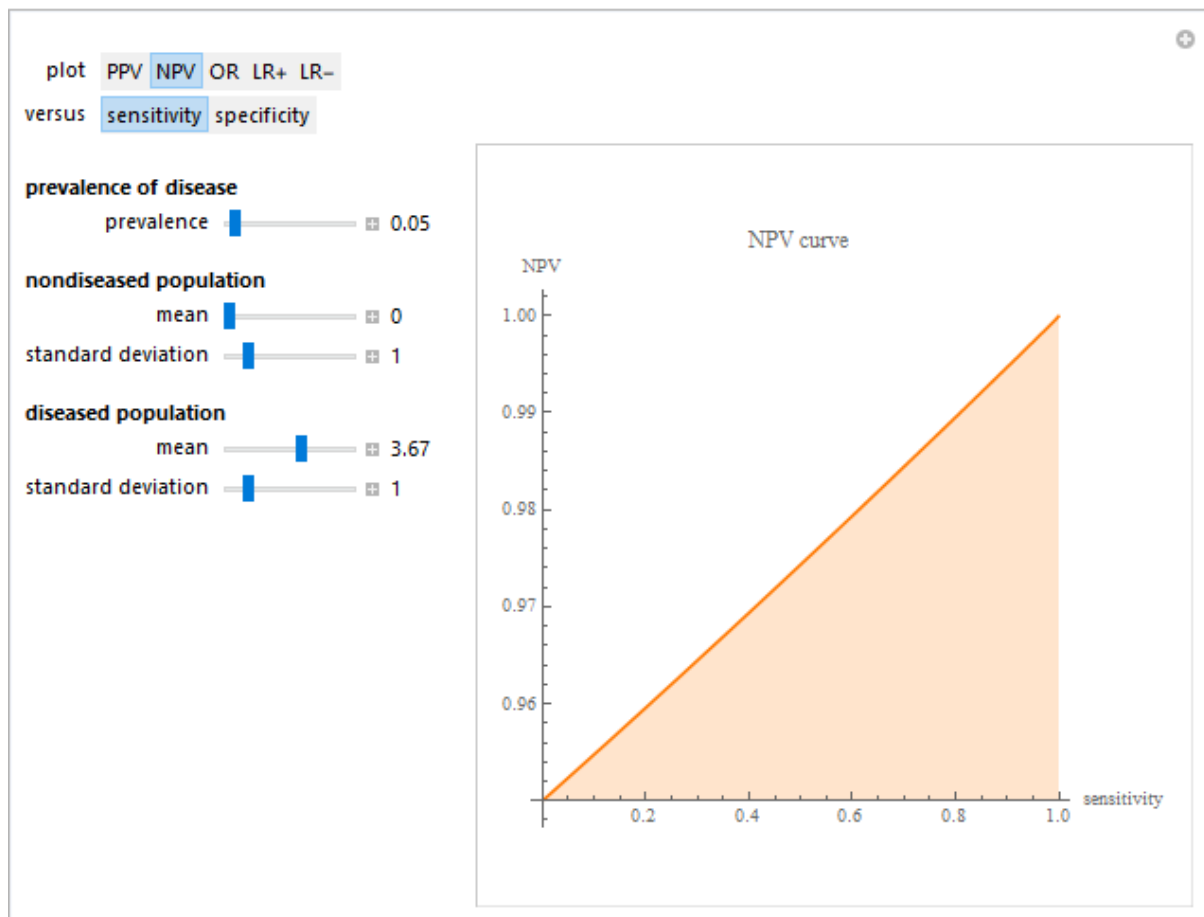 plot PPV NPV OR LR+ LR−
versus sensitivity specificity
prevalence of disease
prevalence 0.05
nondiseased population
mean 0
standard deviation 1
diseased population
mean 3.67
standard deviation 1
NPV curve
NPV
1.00
0.99
0.98
0.97
0.96
0.2 0.4 0.6 0.8 1.0
sensitivity